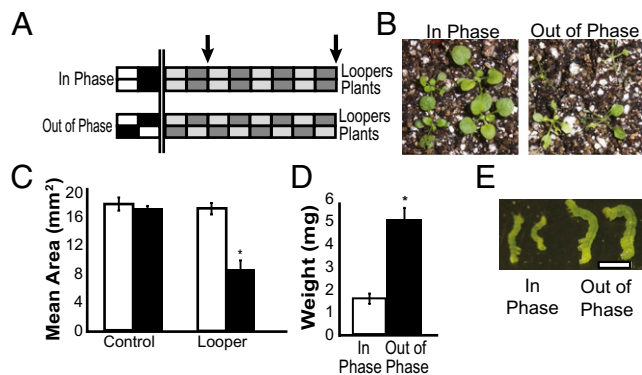 A
In Phase
Loopers
Plants
Out of Phase
Loopers
Plants
B
In Phase
Out of Phase
C
Mean Area (mm²)
20
16
12
8
4
0
Control
Looper
*
D
Weight (mg)
6
5
4
3
2
1
0
*
In Phase
Out of Phase
E
In Phase
Out of Phase